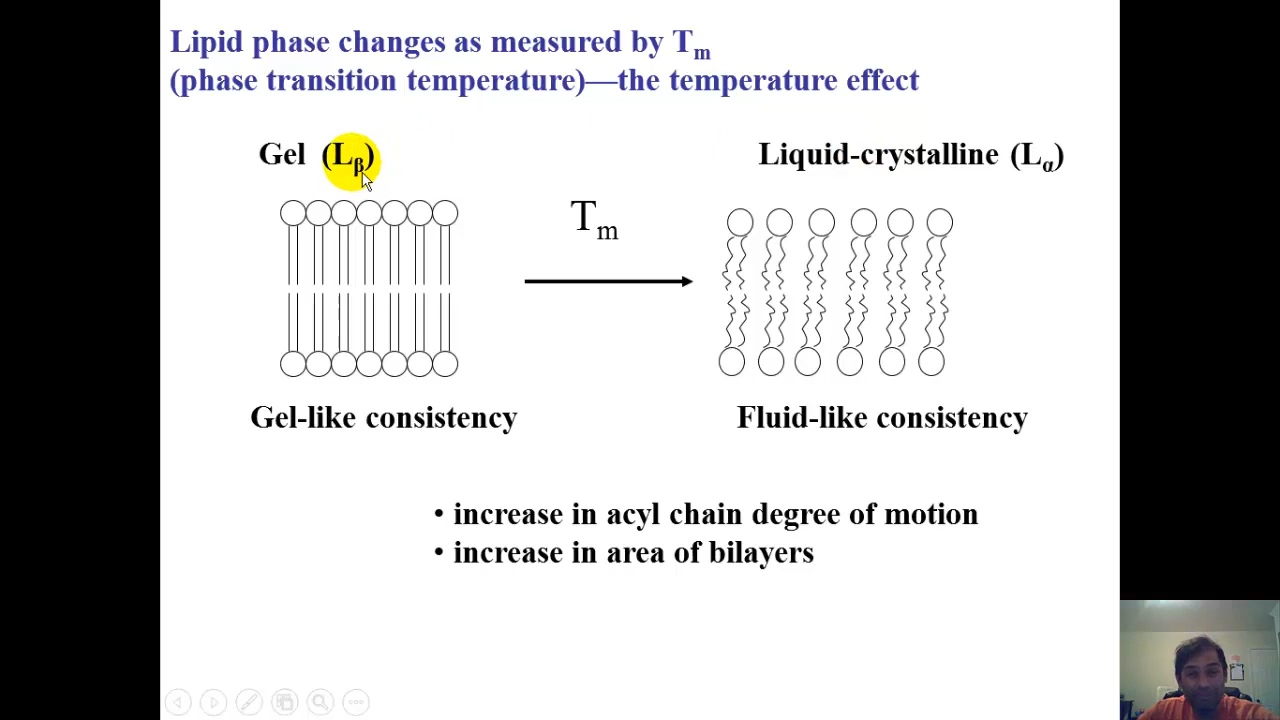 Lipid phase changes as measured by Tm
(phase transition temperature)—the temperature effect
Gel (Lβ)
Liquid-crystalline (Lα)
Tm
Gel-like consistency
Fluid-like consistency
• increase in acyl chain degree of motion
• increase in area of bilayers